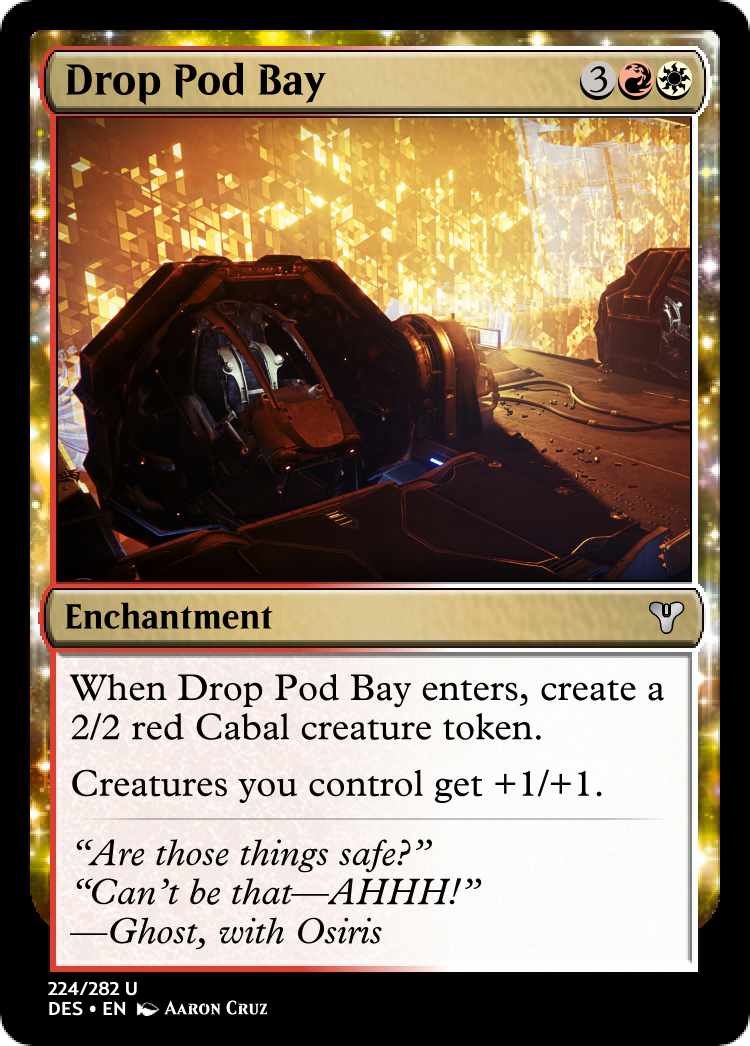 Drop Pod Bay
3
Enchantment
When Drop Pod Bay enters, create a
2/2 red Cabal creature token.
Creatures you control get +1/+1.
“Are those things safe?”
“Can’t be that—AHHH!”
—Ghost, with Osiris
224/282 U
DES • EN Aaron Cruz